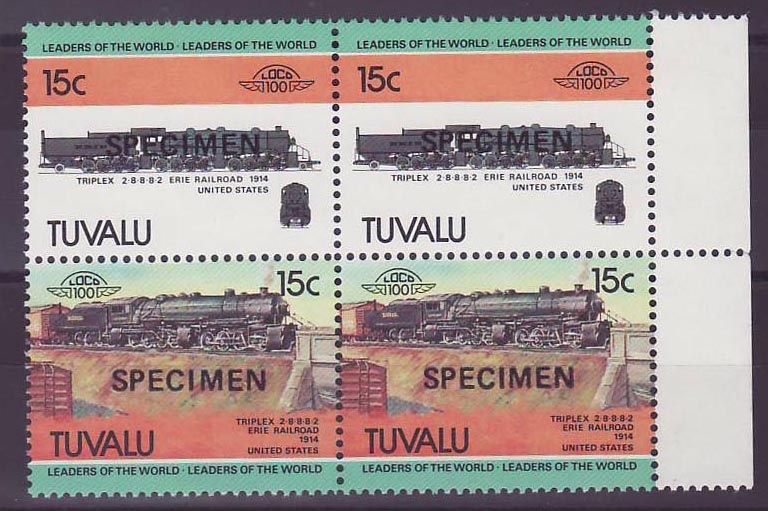 LEADERS OF THE WORLD · LEADERS OF THE WORLD
15c
LOCO
100
SPECIMEN
TRIPLEX 2·8·8·8·2 ERIE RAILROAD 1914
UNITED STATES
TUVALU
LEADERS OF THE WORLD · LEADERS OF THE WORLD
15c
LOCO
100
SPECIMEN
TRIPLEX 2·8·8·8·2 ERIE RAILROAD 1914
UNITED STATES
TUVALU
LOCO
100
15c
SPECIMEN
TRIPLEX 2·8·8·8·2
ERIE RAILROAD
1914
UNITED STATES
TUVALU
LEADERS OF THE WORLD · LEADERS OF THE WORLD
LOCO
100
15c
SPECIMEN
TRIPLEX 2·8·8·8·2
ERIE RAILROAD
1914
UNITED STATES
TUVALU
LEADERS OF THE WORLD · LEADERS OF THE WORLD